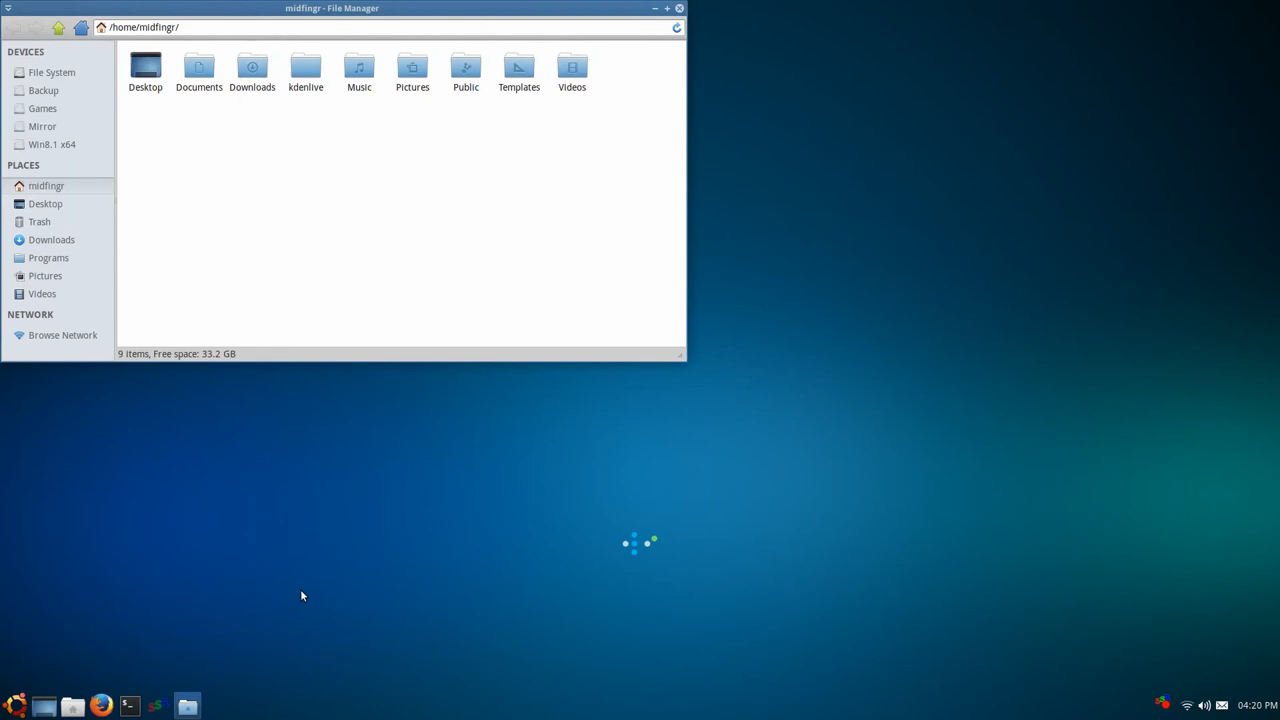 midfingr - File Manager
/home/midfingr/
DEVICES
File System
Backup
Games
Mirror
Win8.1 x64
PLACES
midfingr
Desktop
Trash
Downloads
Programs
Pictures
Videos
NETWORK
Browse Network
Desktop Documents Downloads kdenlive Music Pictures Public Templates Videos
9 items, Free space: 33.2 GB
04:20 PM